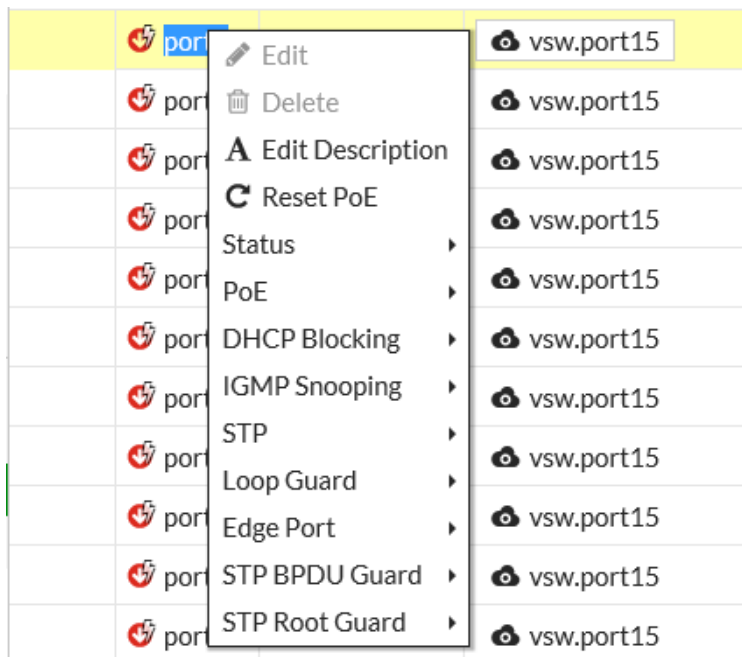 port vsw.port15
Edit
port vsw.port15
Delete
Edit Description
port vsw.port15
Reset PoE
port vsw.port15
Status
port vsw.port15
PoE
port vsw.port15
DHCP Blocking
port vsw.port15
IGMP Snooping
port vsw.port15
STP
port vsw.port15
Loop Guard
port vsw.port15
Edge Port
port vsw.port15
STP BPDU Guard
port vsw.port15
STP Root Guard